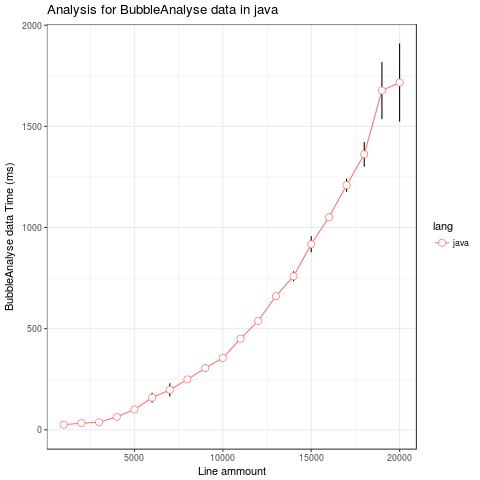 Analysis for BubbleAnalyse data in java
BubbleAnalyse data Time (ms)
2000
1500
1000
500
0
5000
10000
15000
20000
Line ammount
lang
java